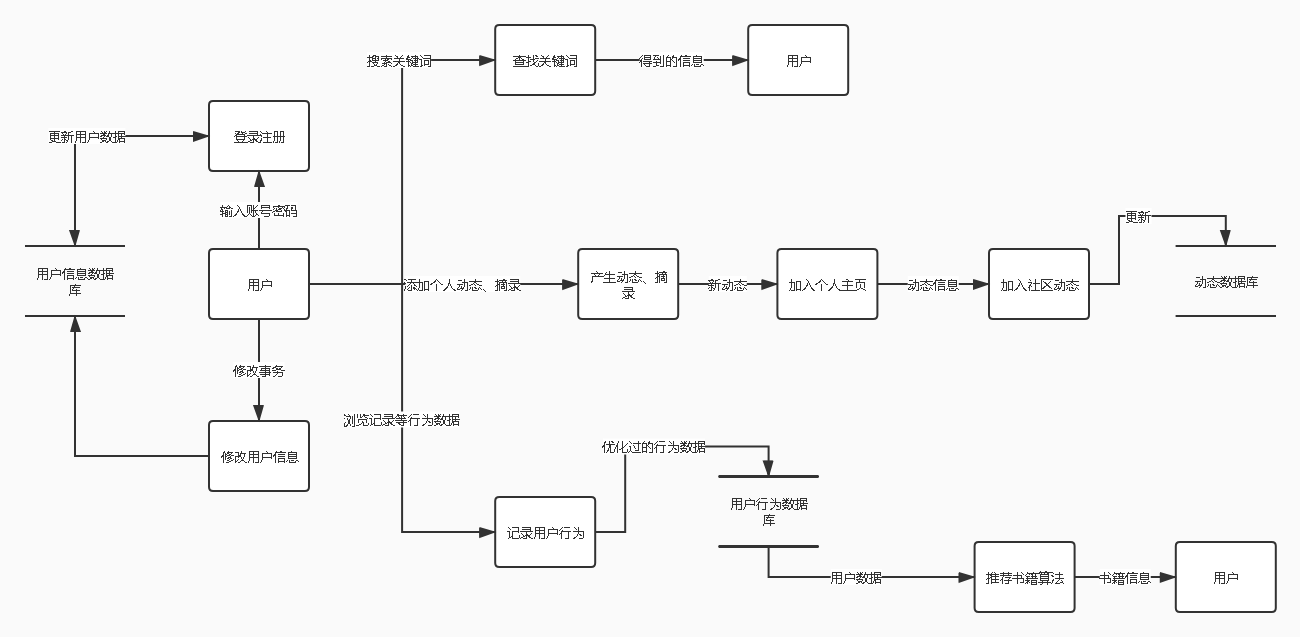 搜索关键词
查找关键词
得到的信息
用户
更新用户数据
登录注册
输入账号密码
更新
用户信息数据
库
用户
添加个人动态、摘录
产生动态、摘
录
新动态
加入个人主页
动态信息
加入社区动态
动态数据库
修改事务
浏览记录等行为数据
优化过的行为数据
修改用户信息
用户行为数据
库
记录用户行为
用户数据
推荐书籍算法
书籍信息
用户